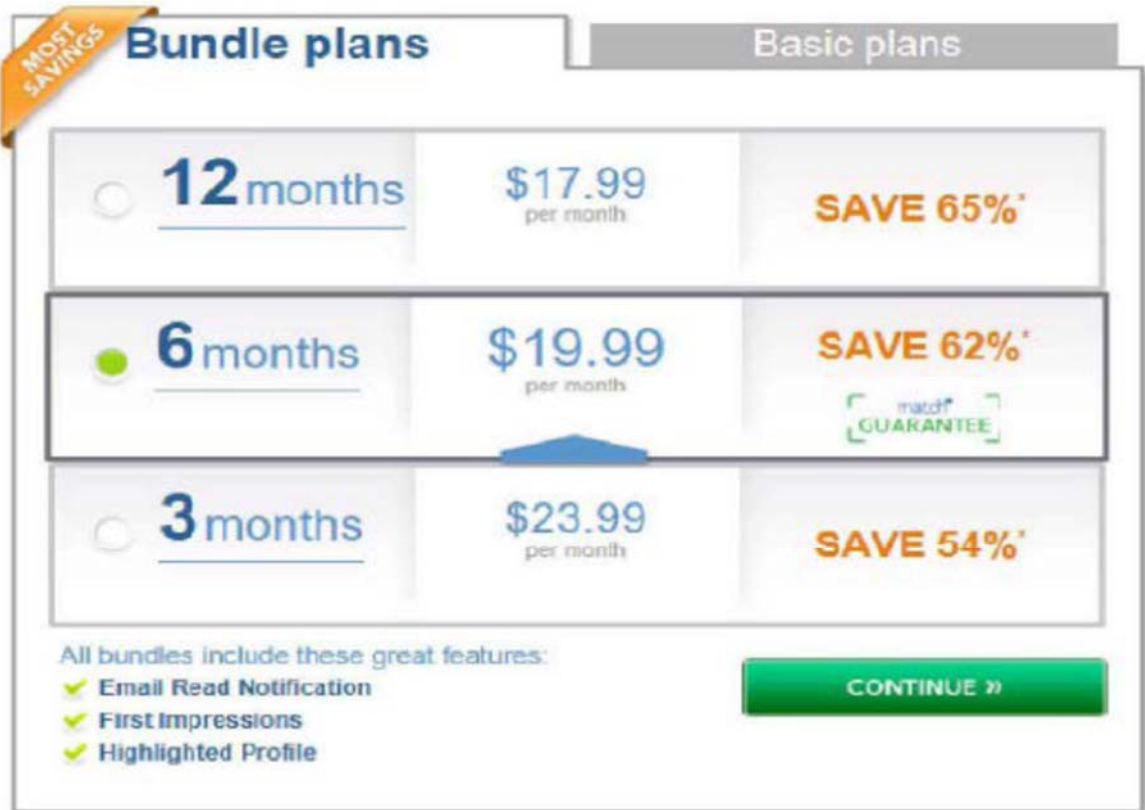 MOST
SAVINGS
Bundle plans
Basic plans
12 months
$17.99
per month
SAVE 65%*
6 months
$19.99
per month
SAVE 62%*
match
GUARANTEE
3 months
$23.99
per month
SAVE 54%*
All bundles include these great features:
Email Read Notification
First Impressions
Highlighted Profile
CONTINUE »